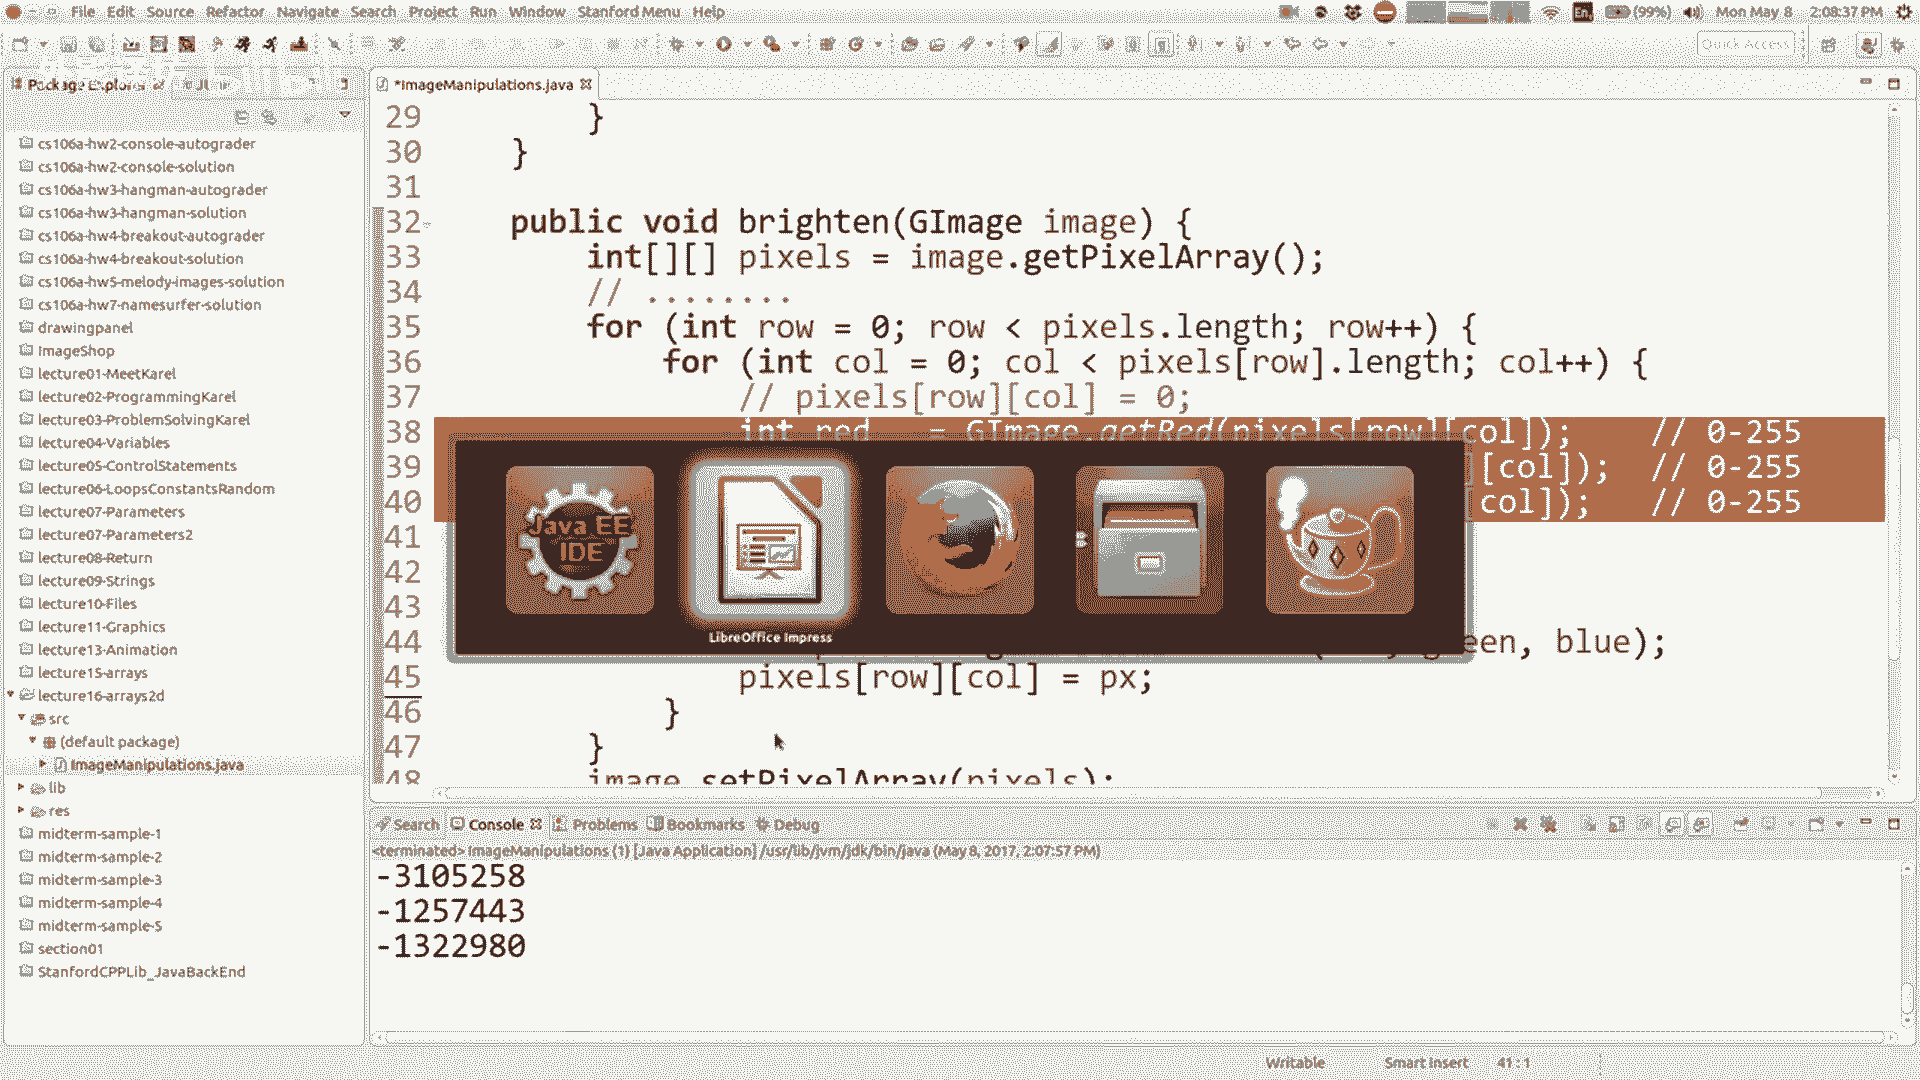 File Edit Source Refactor Navigate Search Project Run Window Stanford Menu Help
En (99%) Mon May 8 2:08:37 PM
Quick Access
Package Explorer
*ImageManipulations.java
cs106a-hw2-console-autograder
cs106a-hw2-console-solution
cs106a-hw3-hangman-autograder
cs106a-hw3-hangman-solution
cs106a-hw4-breakout-autograder
cs106a-hw4-breakout-solution
cs106a-hw5-melody-images-solution
cs106a-hw7-namesurfer-solution
drawingpanel
ImageShop
lecture01-MeetKarel
lecture02-ProgrammingKarel
lecture03-ProblemSolvingKarel
lecture04-Variables
lecture05-ControlStatements
lecture06-LoopsConstantsRandom
lecture07-Parameters
lecture07-Parameters2
lecture08-Return
lecture09-Strings
lecture10-Files
lecture11-Graphics
lecture13-Animation
lecture15-arrays
lecture16-arrays2d
src
(default package)
ImageManipulations.java
lib
res
midterm-sample-1
midterm-sample-2
midterm-sample-3
midterm-sample-4
midterm-sample-5
section01
StanfordCPPLib_JavaBackEnd
29 }
30 }
31
32 public void brighten(GImage image) {
33 int[][] pixels = image.getPixelArray();
34 // ........
35 for (int row = 0; row < pixels.length; row++) {
36 for (int col = 0; col < pixels[row].length; col++) {
37 // pixels[row][col] = 0;
38 int red = GImage.getRed(pixels[row][col]); // 0-255
39 [col]); // 0-255
40 [col]); // 0-255
41
42
43
44 een, blue);
45 pixels[row][col] = px;
46 }
47 }
48 image.setPixelArray(pixels);
Java EE
IDE
LibreOffice Impress
Search Console Problems Bookmarks Debug
<terminated> ImageManipulations (1) [Java Application] /usr/lib/jvm/jdk/bin/java (May 8, 2017, 2:07:57 PM)
-3105258
-1257443
-1322980
Writable Smart Insert 41 : 1